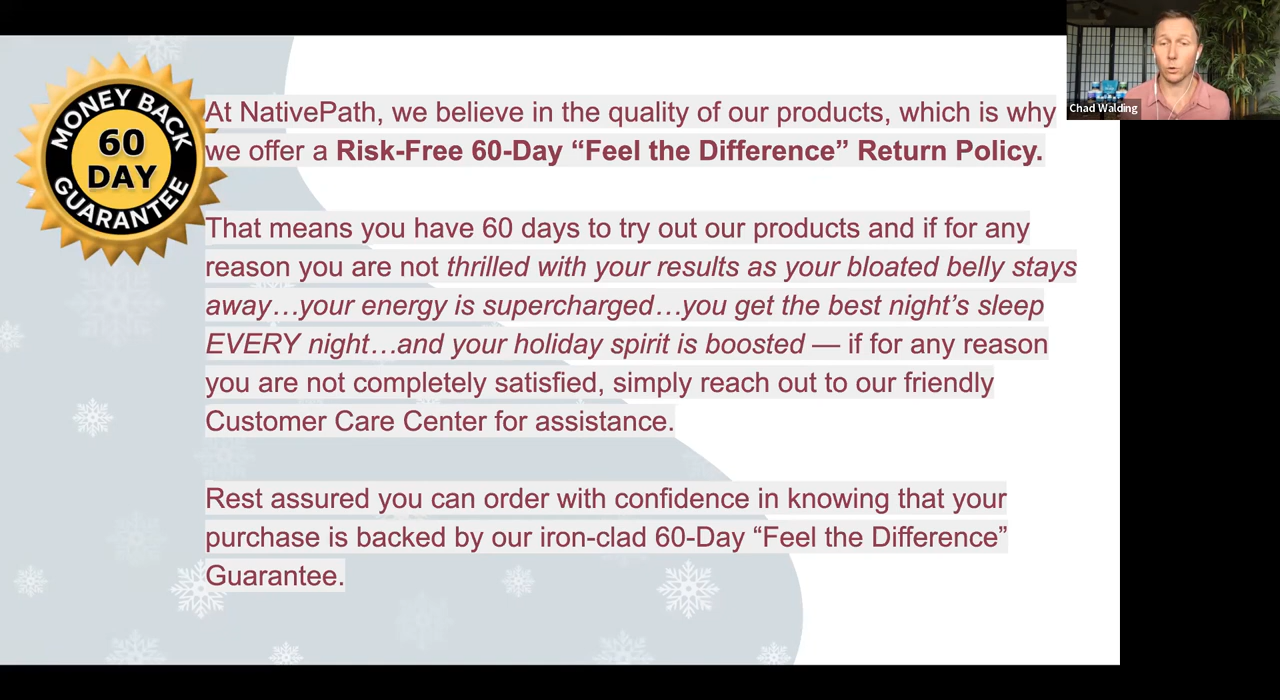 MONEY BACK
60
DAY
GUARANTEE
At NativePath, we believe in the quality of our products, which is why
we offer a Risk-Free 60-Day “Feel the Difference” Return Policy.
That means you have 60 days to try out our products and if for any
reason you are not thrilled with your results as your bloated belly stays
away…your energy is supercharged…you get the best night’s sleep
EVERY night…and your holiday spirit is boosted — if for any reason
you are not completely satisfied, simply reach out to our friendly
Customer Care Center for assistance.
Rest assured you can order with confidence in knowing that your
purchase is backed by our iron-clad 60-Day “Feel the Difference”
Guarantee.
Chad Walding